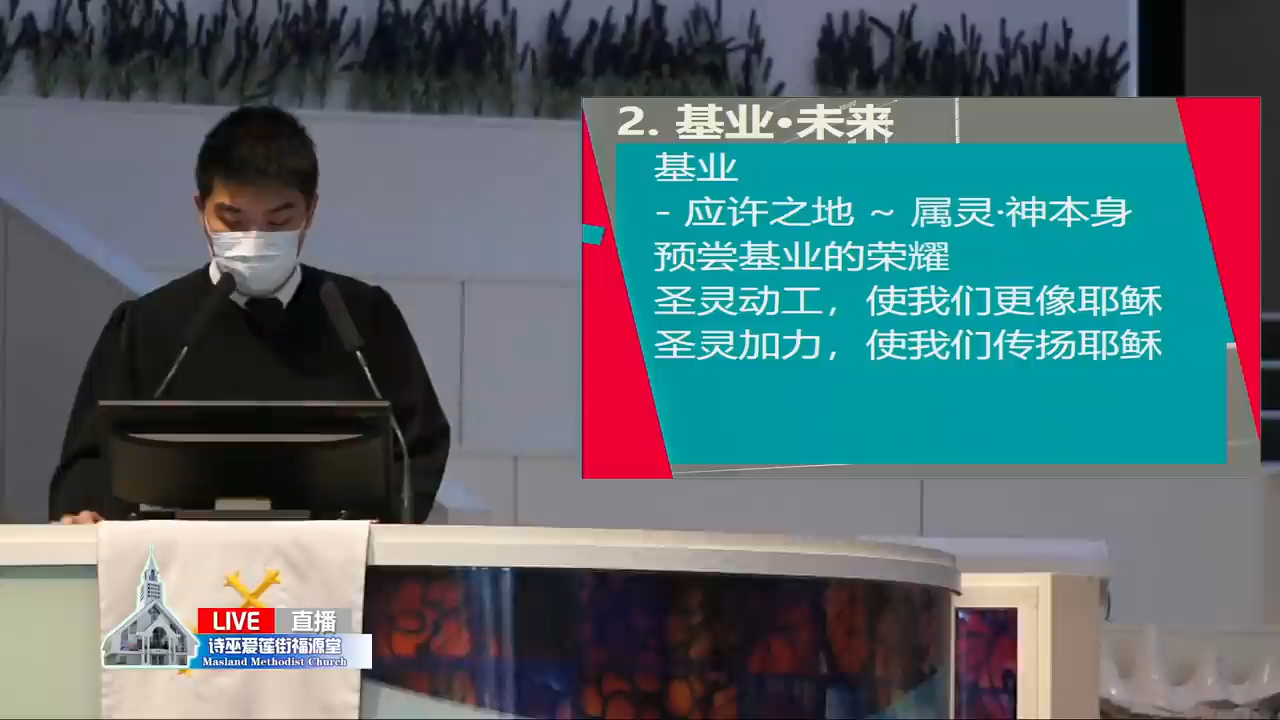 2. 基业•未来
基业
- 应许之地 ~ 属灵·神本身
预尝基业的荣耀
圣灵动工，使我们更像耶稣
圣灵加力，使我们传扬耶稣
LIVE 直播
诗巫爱莲街福源堂
Masland Methodist Church